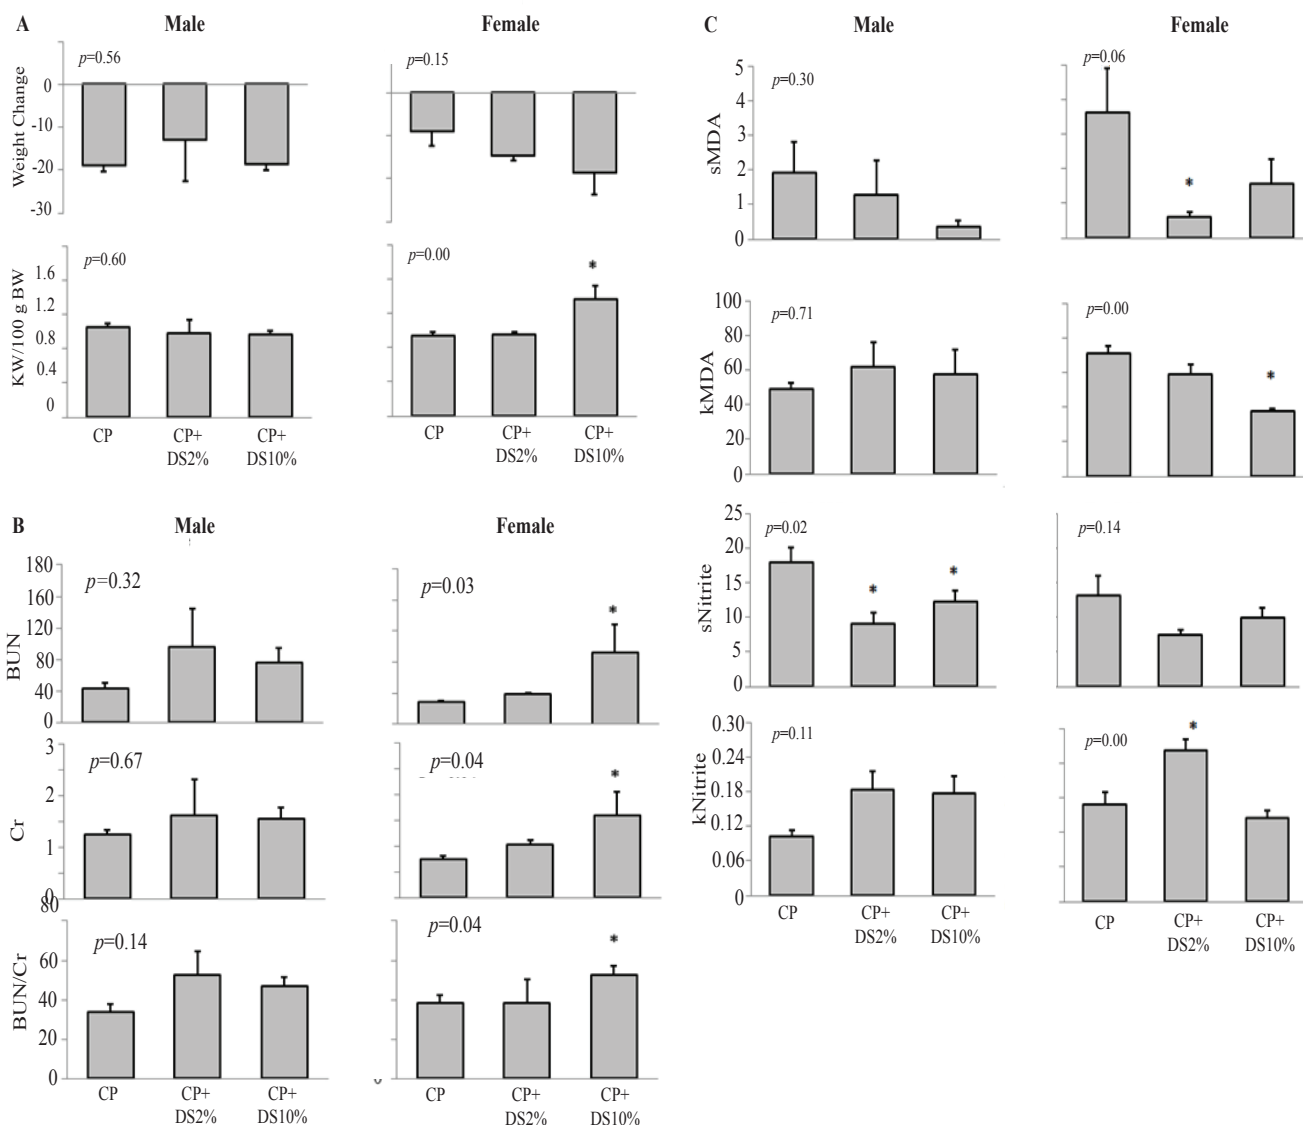 A
Male
Female
p=0.56
p=0.15
Weight Change
0
-10
-20
-30
p=0.60
p=0.00
*
KW/100 g BW
1.6
1.2
0.8
0.4
0
CP
CP+
DS2%
CP+
DS10%
CP
CP+
DS2%
CP+
DS10%
B
Male
Female
BUN
180
160
120
80
40
0
p=0.32
p=0.03
*
Cr
3
2
1
0
p=0.67
p=0.04
*
BUN/Cr
80
60
40
20
0
p=0.14
p=0.04
*
CP
CP+
DS2%
CP+
DS10%
CP
CP+
DS2%
CP+
DS10%
C
Male
Female
sMDA
5
4
3
2
1
0
p=0.30
p=0.06
*
kMDA
100
80
60
40
20
0
p=0.71
p=0.00
*
sNitrite
25
20
15
10
5
0
p=0.02
*
*
p=0.14
kNitrite
0.30
0.24
0.18
0.12
0.06
0
p=0.11
p=0.00
*
CP
CP+
DS2%
CP+
DS10%
CP
CP+
DS2%
CP+
DS10%